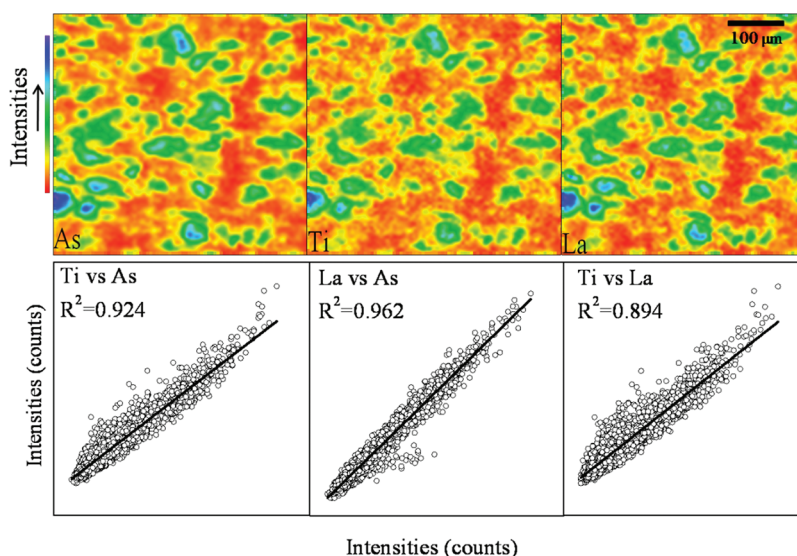 100 μm
Intensities
As
Ti
La
Ti vs As
R²=0.924
La vs As
R²=0.962
Ti vs La
R²=0.894
Intensities (counts)
Intensities (counts)